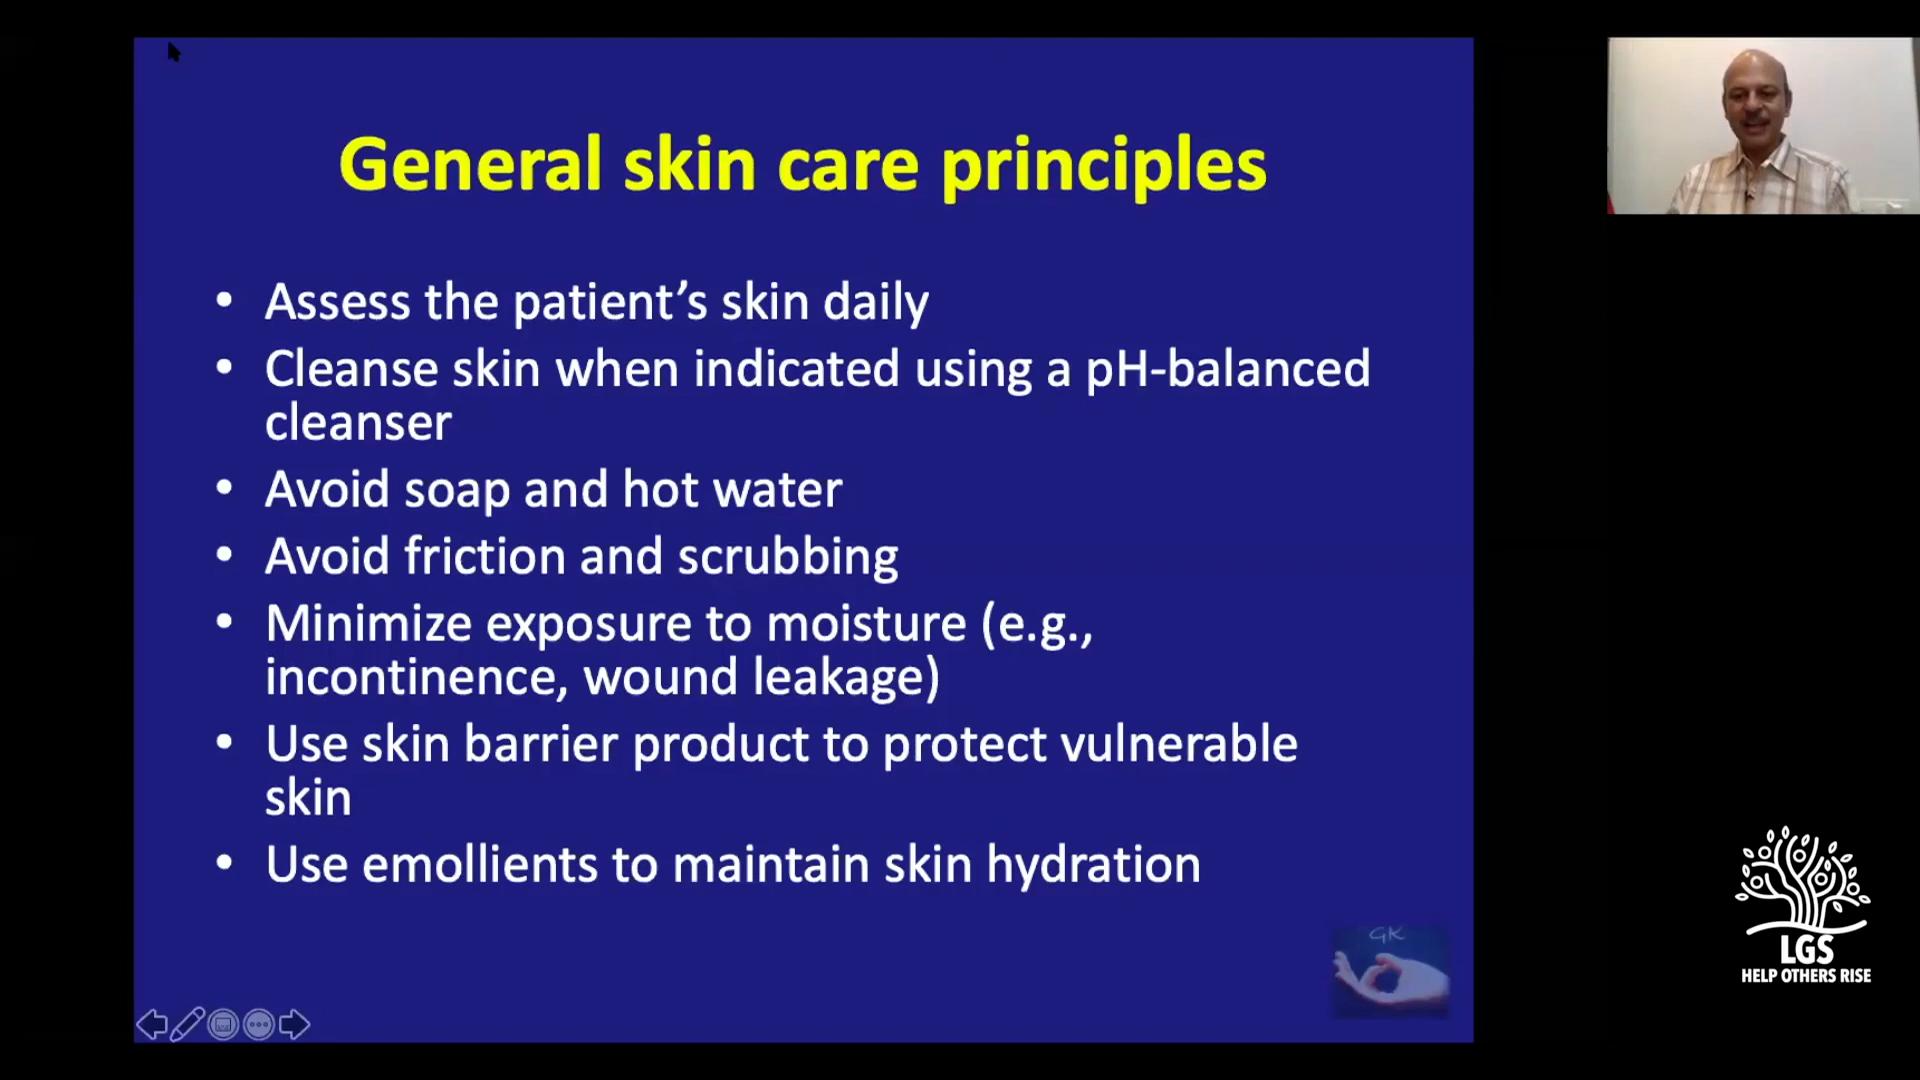 General skin care principles
• Assess the patient's skin daily
• Cleanse skin when indicated using a pH-balanced
cleanser
• Avoid soap and hot water
• Avoid friction and scrubbing
• Minimize exposure to moisture (e.g.,
incontinence, wound leakage)
• Use skin barrier product to protect vulnerable
skin
• Use emollients to maintain skin hydration
GK
LGS
HELP OTHERS RISE